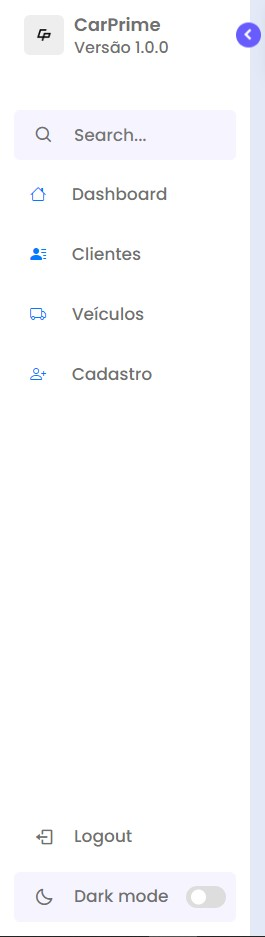 CarPrime
Versão 1.0.0
Search...
Dashboard
Clientes
Veículos
Cadastro
Logout
Dark mode